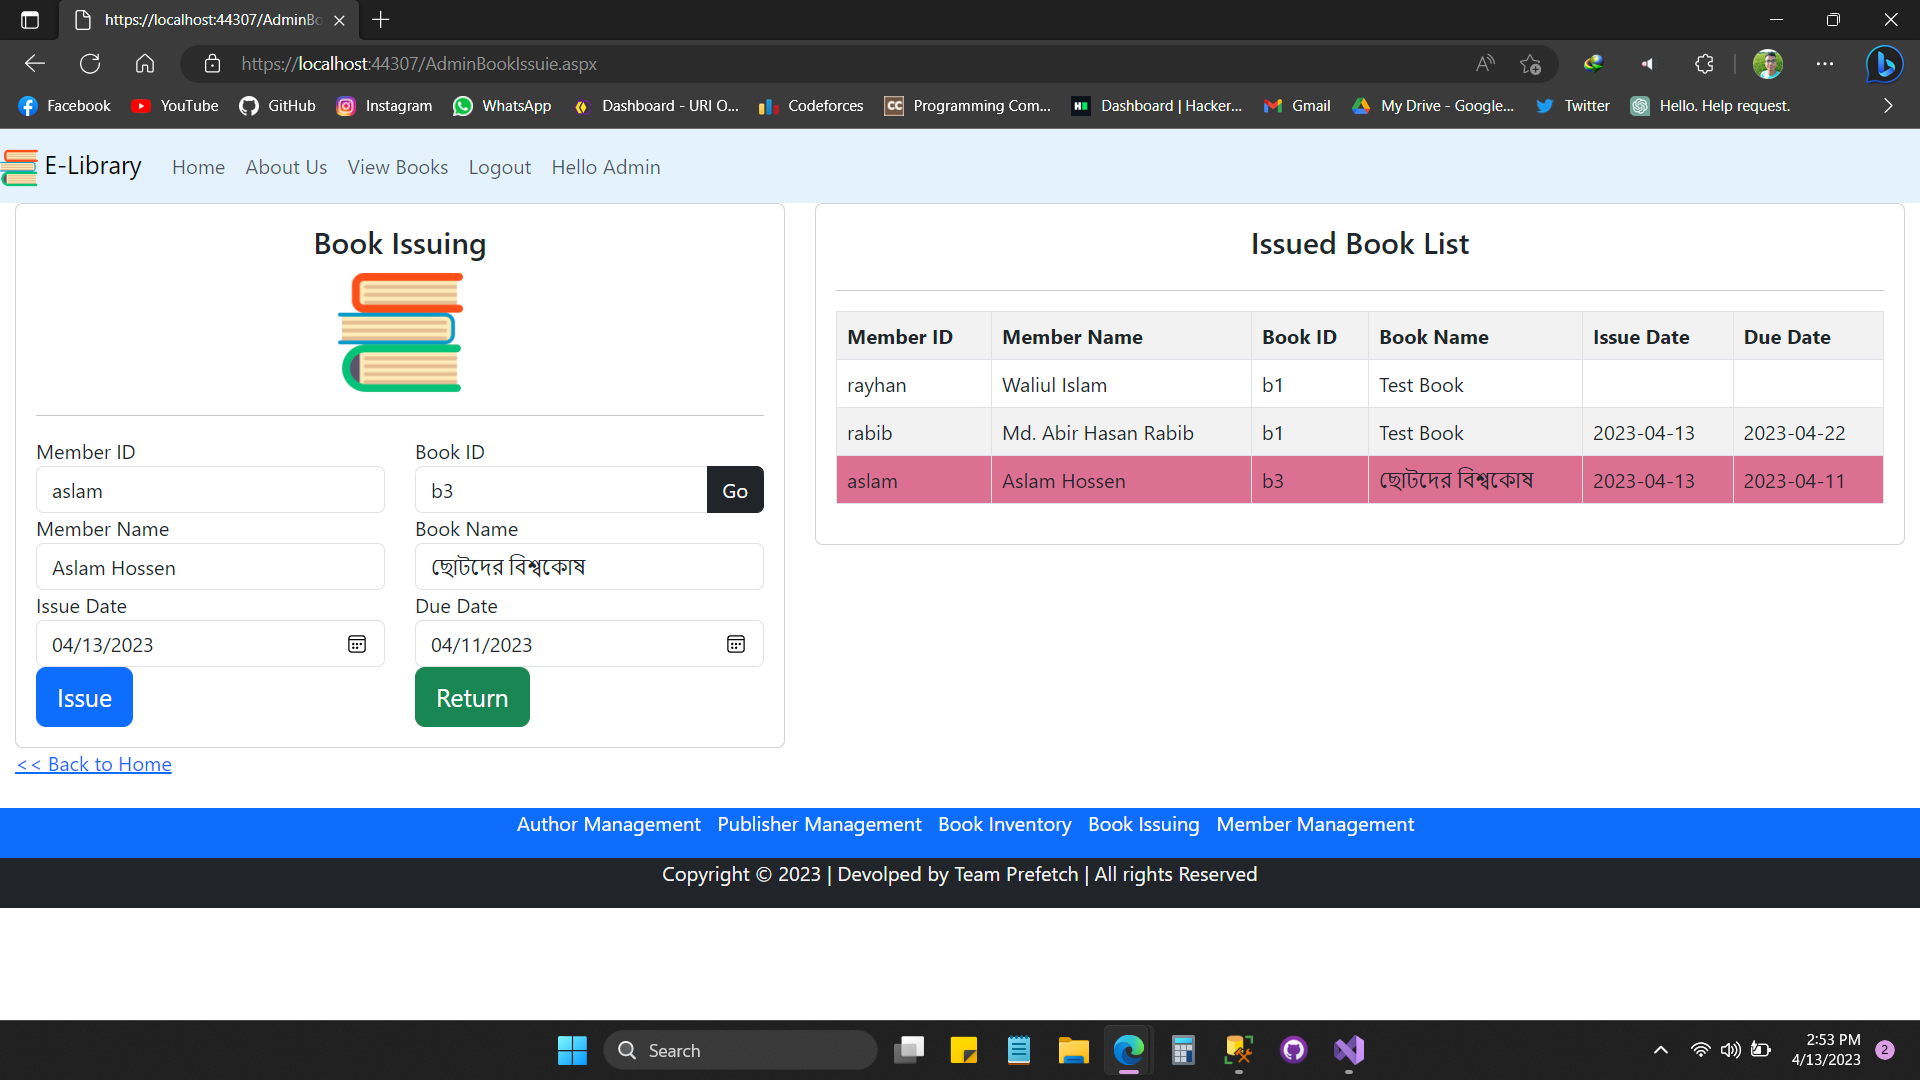 https://localhost:44307/AdminBo
https://localhost:44307/AdminBookIssuie.aspx
Facebook YouTube GitHub Instagram WhatsApp Dashboard - URI O... Codeforces Programming Com... Dashboard | Hacker... Gmail My Drive - Google... Twitter Hello. Help request.
E-Library Home About Us View Books Logout Hello Admin
Book Issuing
Member ID Book ID
aslam b3 Go
Member Name Book Name
Aslam Hossen ছোটদের বিশ্বকোষ
Issue Date Due Date
04/13/2023 04/11/2023
Issue Return
<< Back to Home
Issued Book List
Member ID Member Name Book ID Book Name Issue Date Due Date
rayhan Waliul Islam b1 Test Book
rabib Md. Abir Hasan Rabib b1 Test Book 2023-04-13 2023-04-22
aslam Aslam Hossen b3 ছোটদের বিশ্বকোষ 2023-04-13 2023-04-11
Author Management Publisher Management Book Inventory Book Issuing Member Management
Copyright © 2023 | Devolped by Team Prefetch | All rights Reserved
Search
2:53 PM
4/13/2023 2